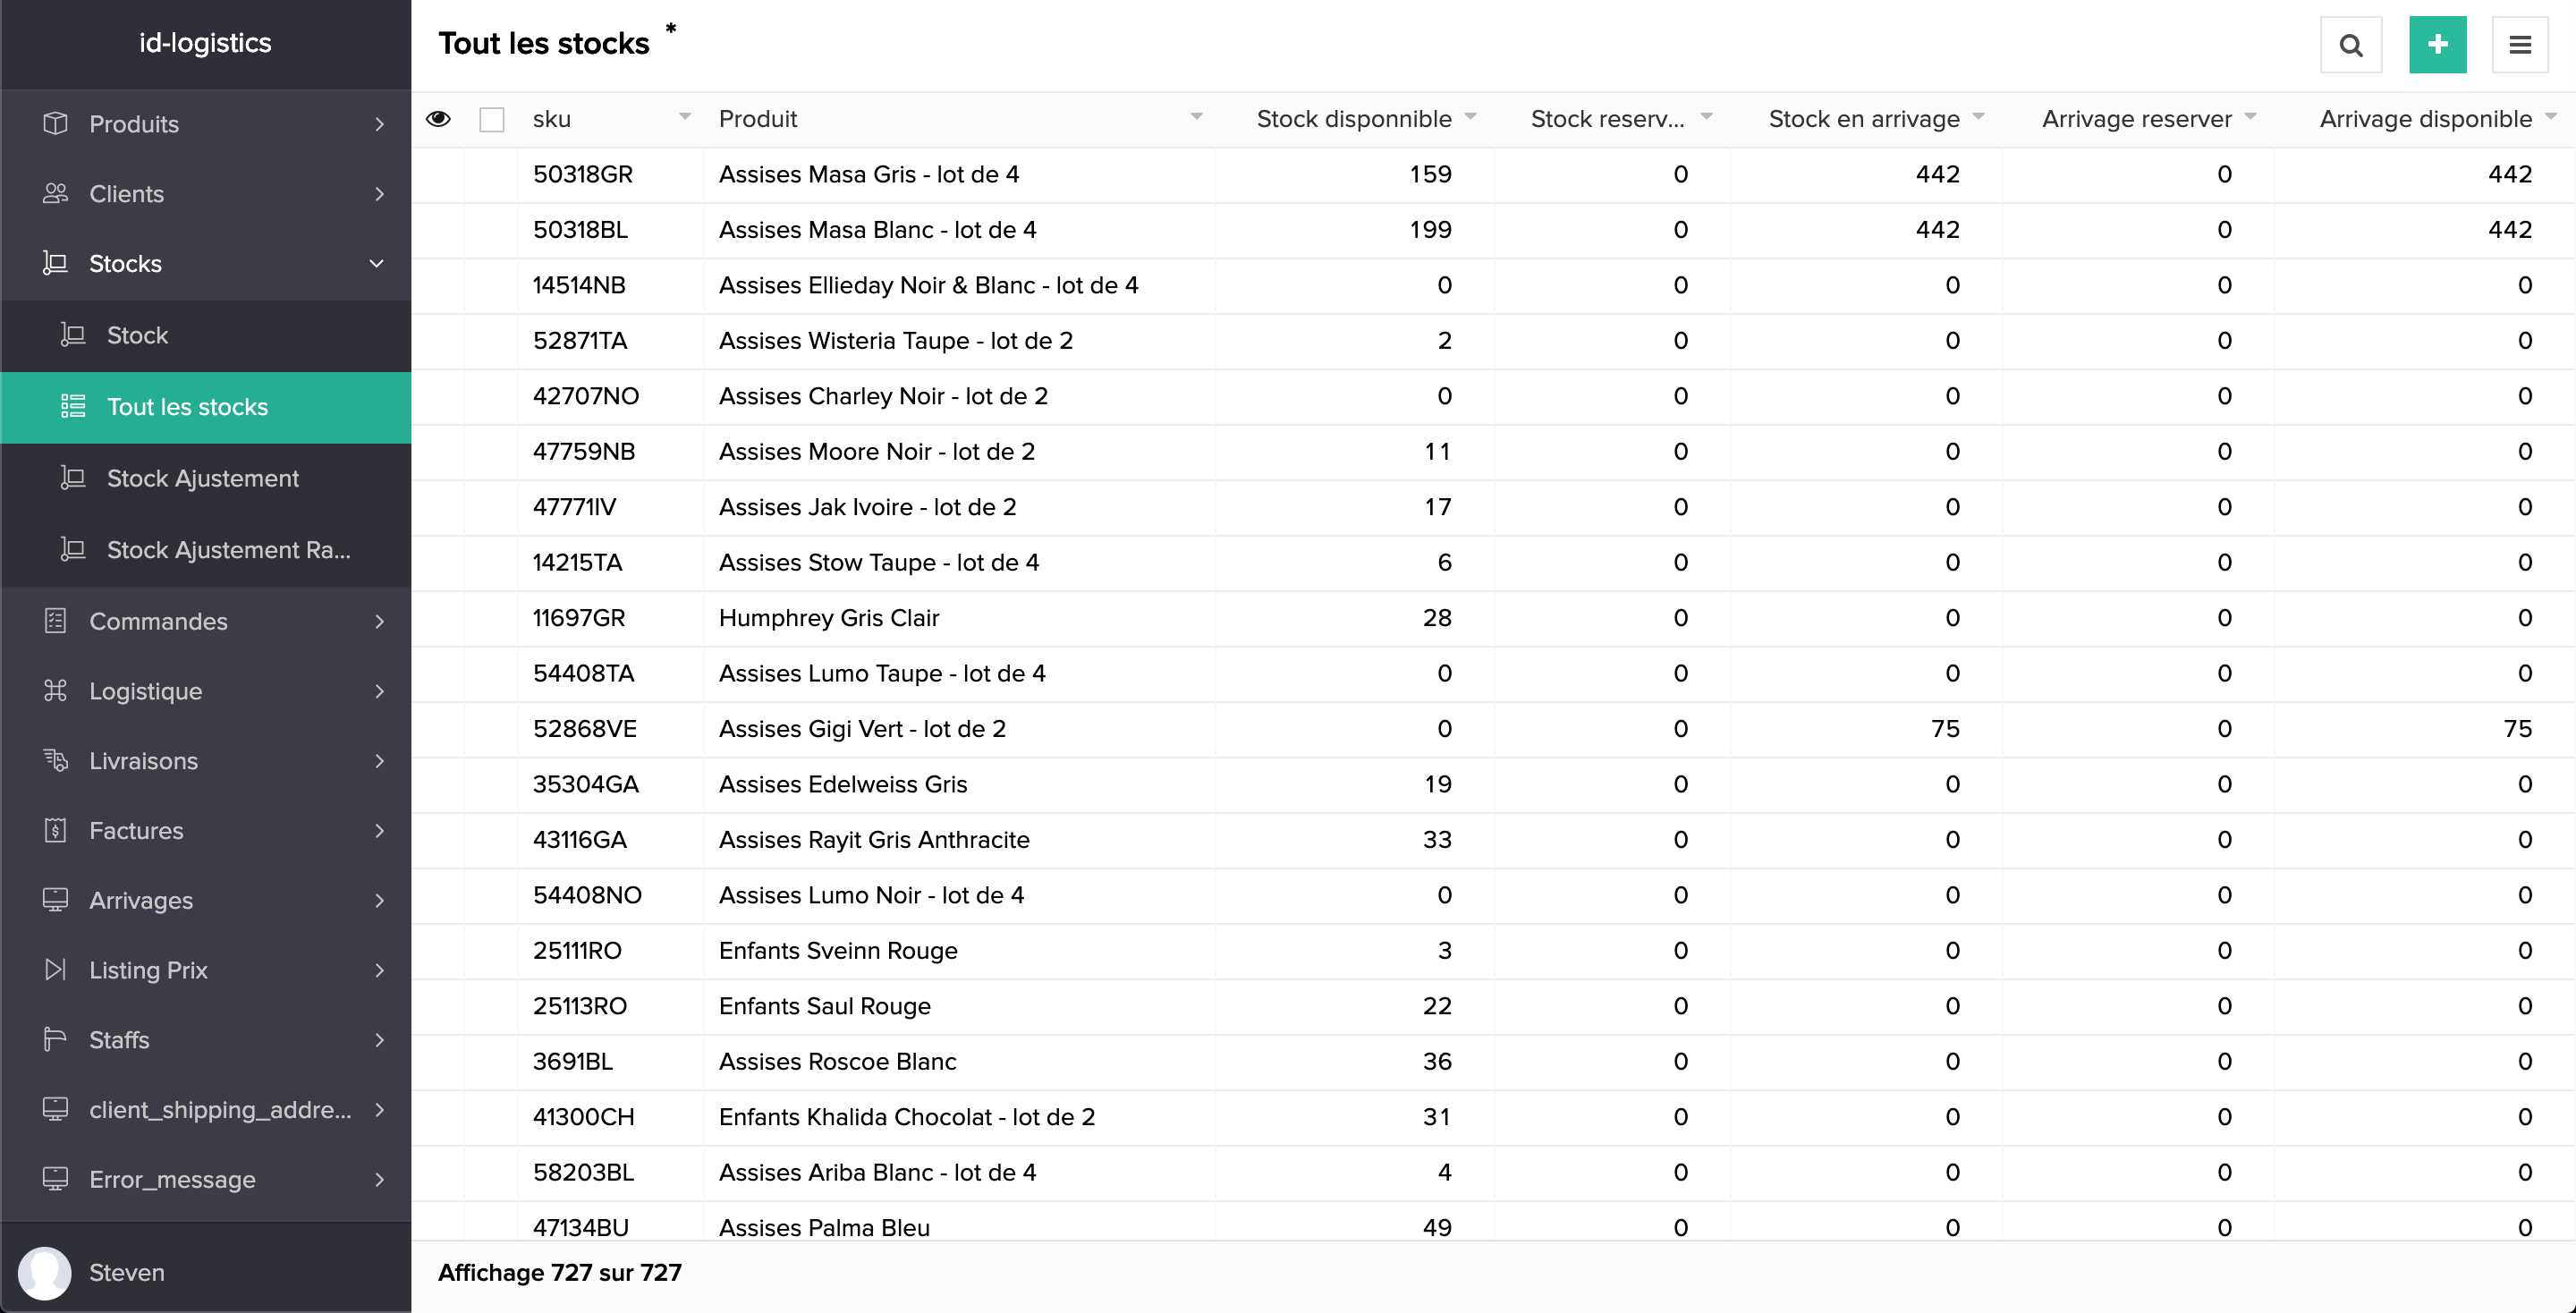 id-logistics
Produits
Clients
Stocks
Stock
Tout les stocks
Stock Ajustement
Stock Ajustement Ra...
Commandes
Logistique
Livraisons
Factures
Arrivages
Listing Prix
Staffs
client_shipping_addre...
Error_message
Steven
Tout les stocks *
sku Produit Stock disponnible Stock reserv... Stock en arrivage Arrivage reserver Arrivage disponible
50318GR Assises Masa Gris - lot de 4 159 0 442 0 442
50318BL Assises Masa Blanc - lot de 4 199 0 442 0 442
14514NB Assises Ellieday Noir & Blanc - lot de 4 0 0 0 0 0
52871TA Assises Wisteria Taupe - lot de 2 2 0 0 0 0
42707NO Assises Charley Noir - lot de 2 0 0 0 0 0
47759NB Assises Moore Noir - lot de 2 11 0 0 0 0
47771IV Assises Jak Ivoire - lot de 2 17 0 0 0 0
14215TA Assises Stow Taupe - lot de 4 6 0 0 0 0
11697GR Humphrey Gris Clair 28 0 0 0 0
54408TA Assises Lumo Taupe - lot de 4 0 0 0 0 0
52868VE Assises Gigi Vert - lot de 2 0 0 75 0 75
35304GA Assises Edelweiss Gris 19 0 0 0 0
43116GA Assises Rayit Gris Anthracite 33 0 0 0 0
54408NO Assises Lumo Noir - lot de 4 0 0 0 0 0
25111RO Enfants Sveinn Rouge 3 0 0 0 0
25113RO Enfants Saul Rouge 22 0 0 0 0
3691BL Assises Roscoe Blanc 36 0 0 0 0
41300CH Enfants Khalida Chocolat - lot de 2 31 0 0 0 0
58203BL Assises Ariba Blanc - lot de 4 4 0 0 0 0
47134BU Assises Palma Bleu 49 0 0 0 0
Affichage 727 sur 727